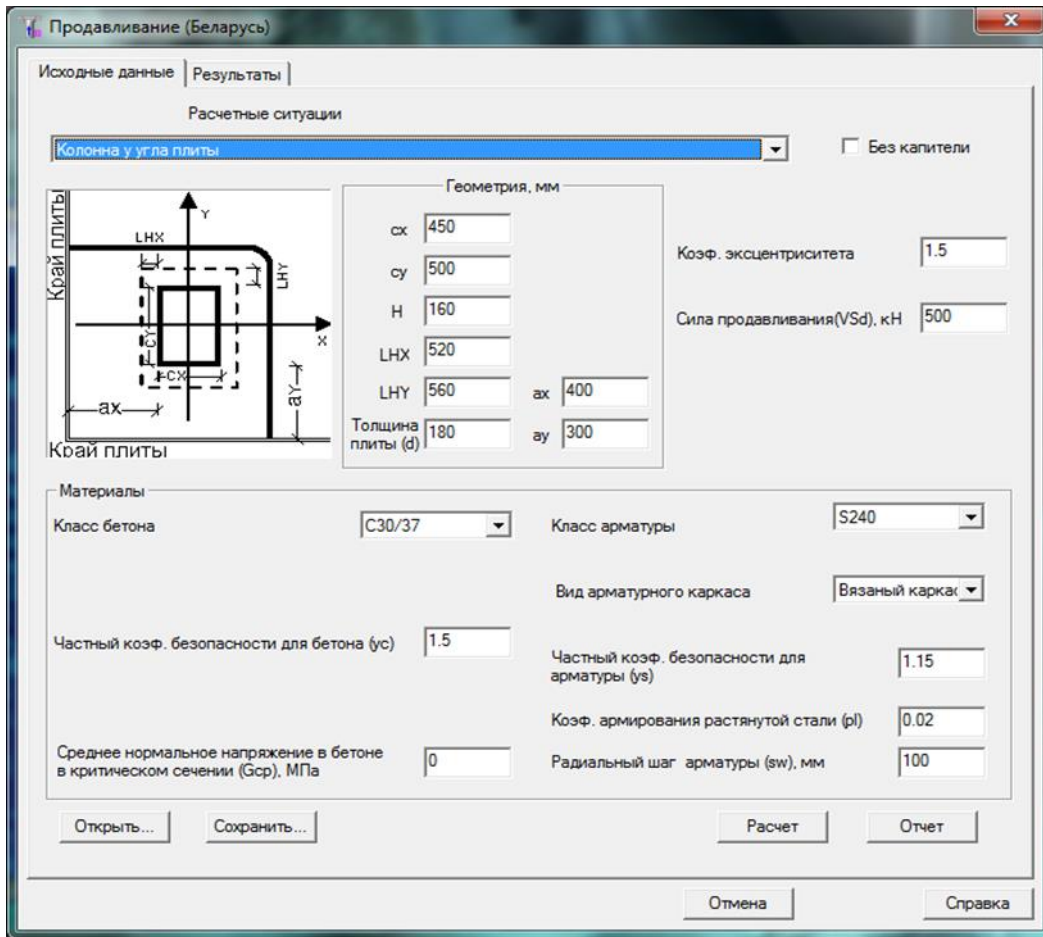 Продавливание (Беларусь)
Исходные данные
Результаты
Расчетные ситуации
Колонна у угла плиты
Без капители
Край плиты
Y
LHX
LHY
CY
CX
X
ax
aY
Край плиты
Геометрия, мм
cx 450
cy 500
H 160
LHX 520
LHY 560
ax 400
Толщина плиты (d) 180
ay 300
Коэф. эксцентриситета 1.5
Сила продавливания(VSd), кН 500
Материалы
Класс бетона C30/37
Класс арматуры S240
Вид арматурного каркаса Вязаный каркас
Частный коэф. безопасности для бетона (yc) 1.5
Частный коэф. безопасности для
арматуры (ys) 1.15
Коэф. армирования растянутой стали (pl) 0.02
Среднее нормальное напряжение в бетоне
в критическом сечении (Gcp), МПа 0
Радиальный шаг арматуры (sw), мм 100
Открыть...
Сохранить...
Расчет
Отчет
Отмена
Справка